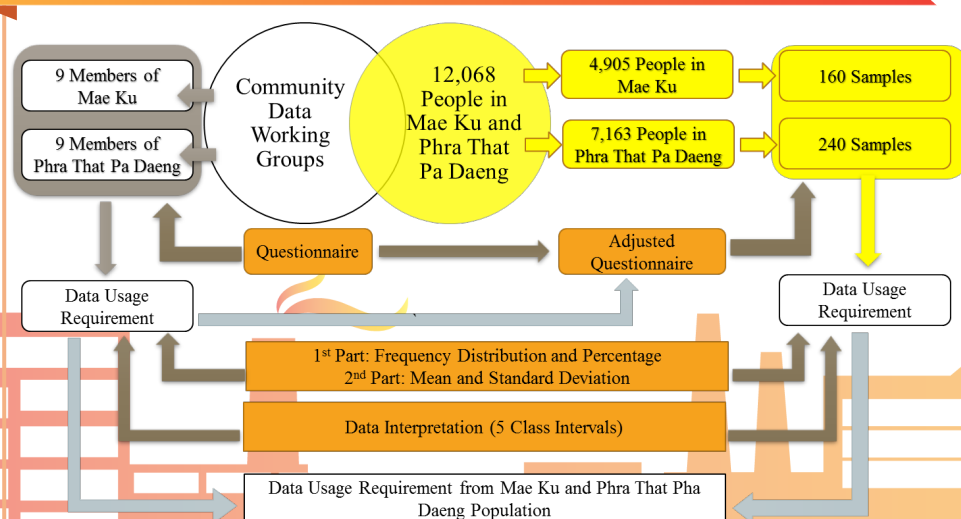 9 Members of
Mae Ku
9 Members of
Phra That Pa Daeng
Community
Data
Working
Groups
12,068
People in
Mae Ku and
Phra That
Pa Daeng
4,905 People in
Mae Ku
7,163 People in
Phra That Pa Daeng
160 Samples
240 Samples
Questionnaire
Adjusted
Questionnaire
Data Usage
Requirement
Data Usage
Requirement
1st Part: Frequency Distribution and Percentage
2nd Part: Mean and Standard Deviation
Data Interpretation (5 Class Intervals)
Data Usage Requirement from Mae Ku and Phra That Pha
Daeng Population